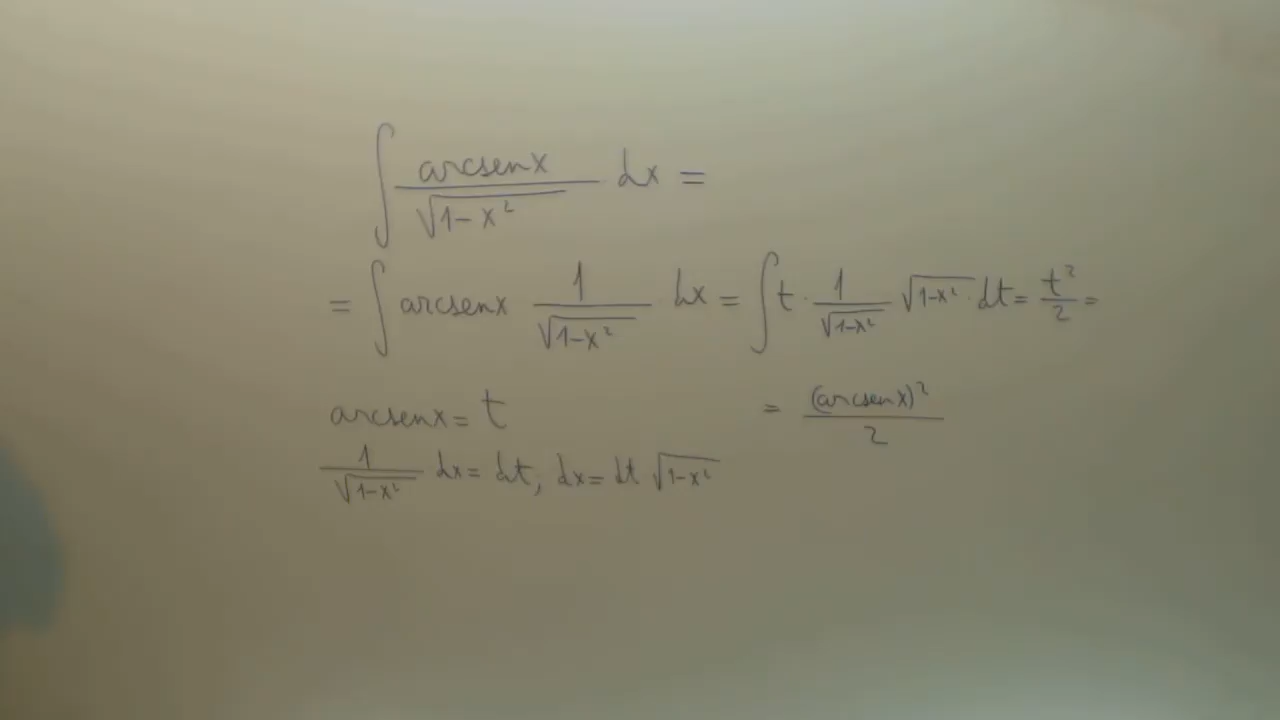 ∫ arcsenx / √(1-x²) dx =
= ∫ arcsenx 1/√(1-x²) dx = ∫ t · 1/√(1-x²) √(1-x²) · dt = t²/2 =
arcsenx = t
= (arcsenx)²/2
1/√(1-x²) dx = dt; dx = dt √(1-x²)